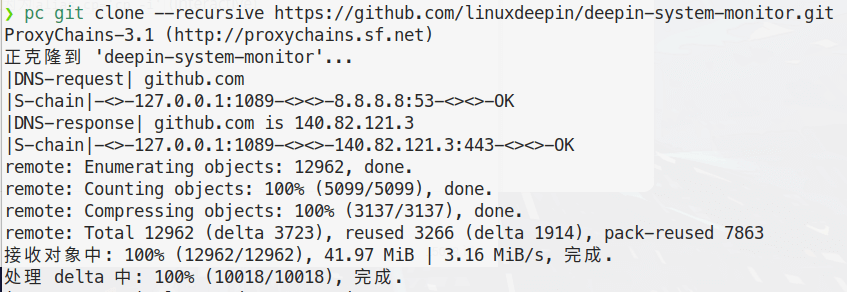 ❯ pc git clone --recursive https://github.com/linuxdeepin/deepin-system-monitor.git
ProxyChains-3.1 (http://proxychains.sf.net)
正克隆到 'deepin-system-monitor'...
|DNS-request| github.com
|S-chain|-<>-127.0.0.1:1089-<><>-8.8.8.8:53-<><>-OK
|DNS-response| github.com is 140.82.121.3
|S-chain|-<>-127.0.0.1:1089-<><>-140.82.121.3:443-<><>-OK
remote: Enumerating objects: 12962, done.
remote: Counting objects: 100% (5099/5099), done.
remote: Compressing objects: 100% (3137/3137), done.
remote: Total 12962 (delta 3723), reused 3266 (delta 1914), pack-reused 7863
接收对象中: 100% (12962/12962), 41.97 MiB | 3.16 MiB/s, 完成.
处理 delta 中: 100% (10018/10018), 完成.